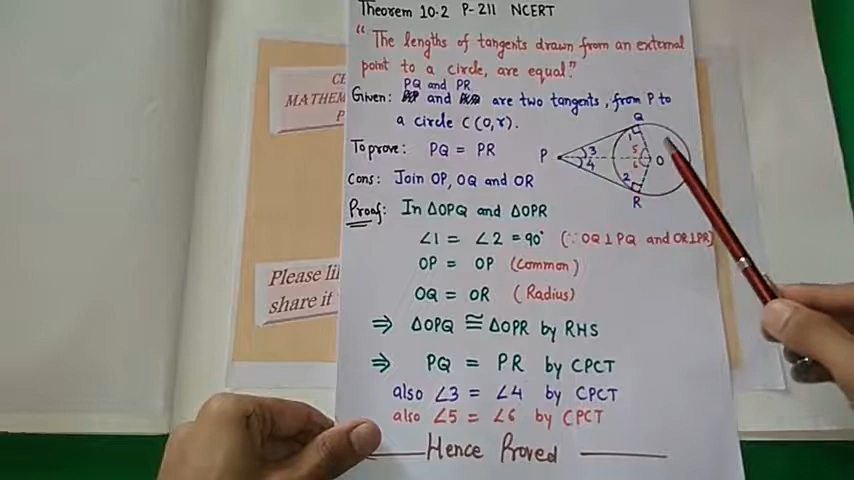 Theorem 10.2 P-211 NCERT
"The lengths of tangents drawn from an external
point to a circle, are equal."
PQ and PR
Given: and are two tangents, from P to
a circle C(O,r).
To prove: PQ = PR
Cons: Join OP, OQ and OR
Proof: In ΔOPQ and ΔOPR
∠1 = ∠2 = 90° (∵ OQ⊥PQ and OR⊥PR)
OP = OP (Common)
OQ = OR (Radius)
⇒ ΔOPQ ≅ ΔOPR by RHS
⇒ PQ = PR by CPCT
also ∠3 = ∠4 by CPCT
also ∠5 = ∠6 by CPCT
Hence Proved
Q
1
P 3 5 O
4 6
2
R
CE
MATHEM
P
Please li
share it